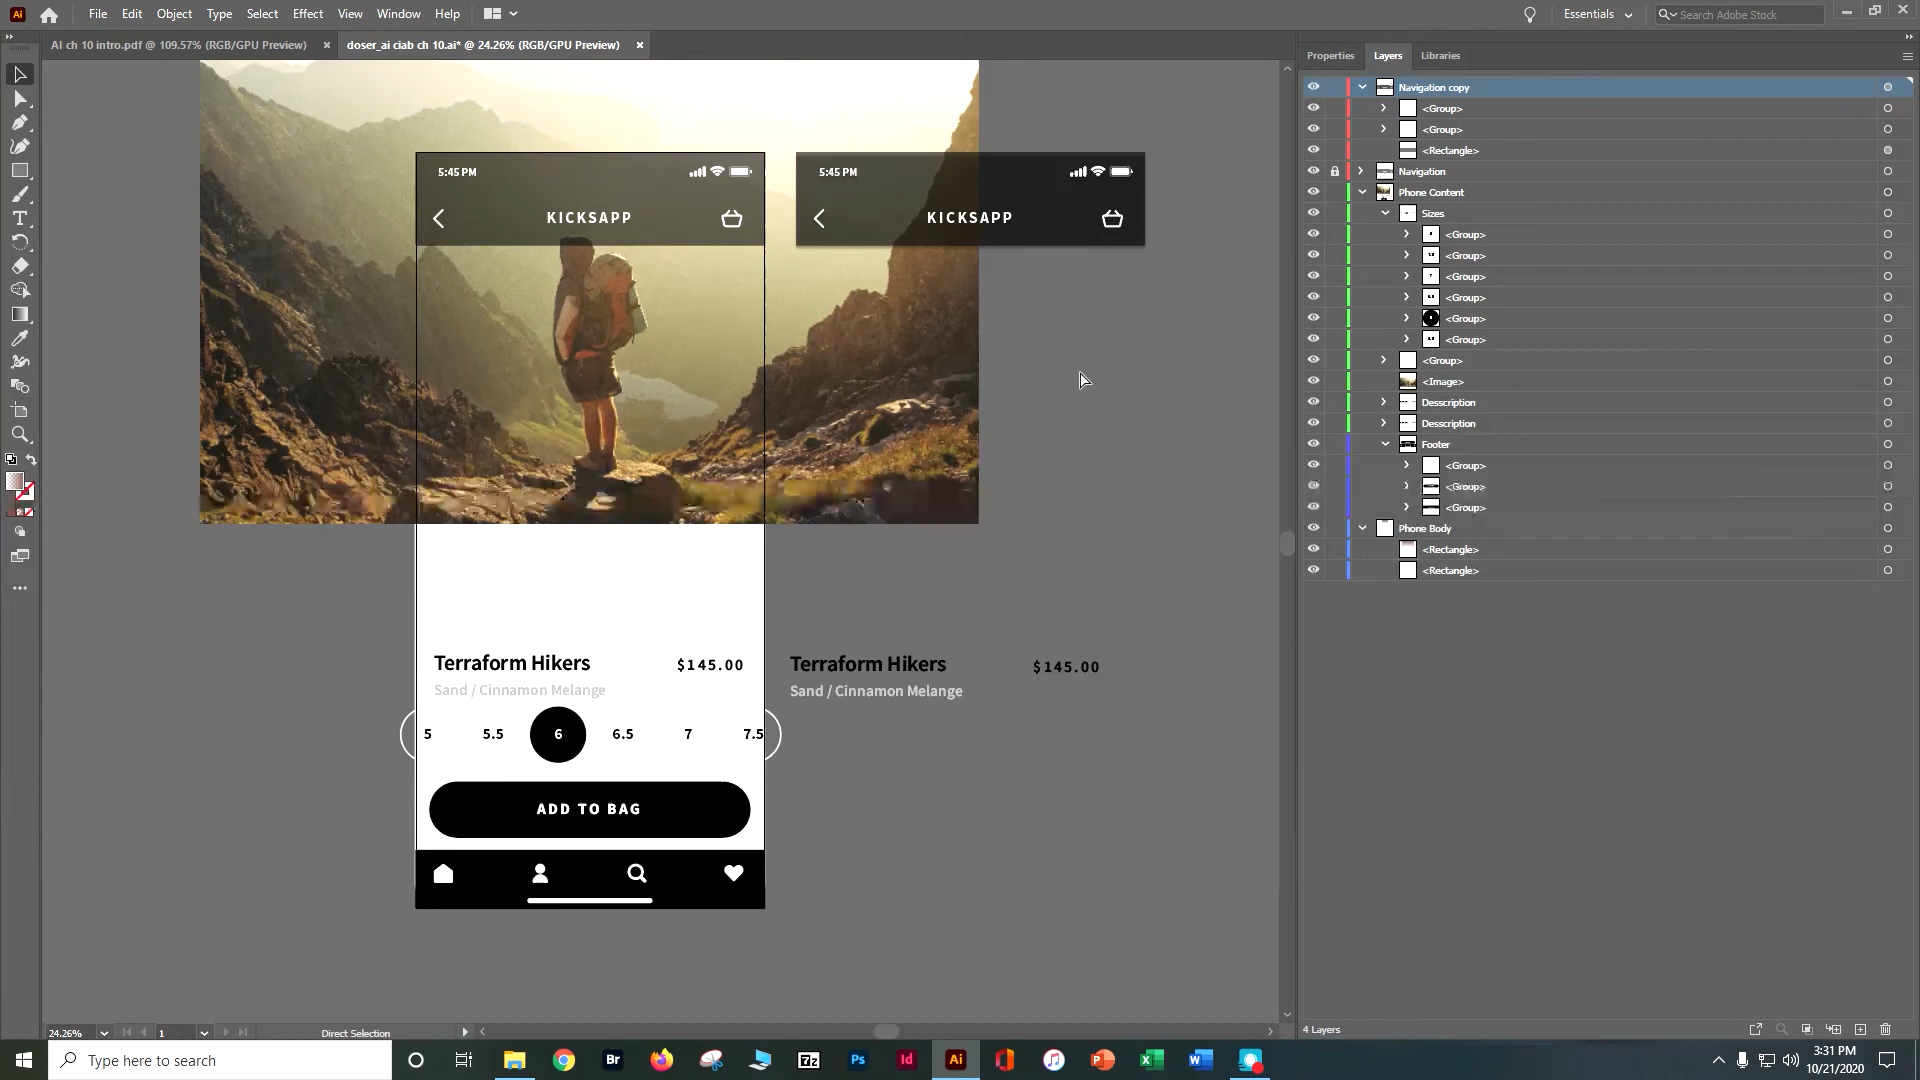 Ai File Edit Object Type Select Effect View Window Help Essentials Search Adobe Stock
AI ch 10 intro.pdf @ 109.57% (RGB/GPU Preview) × doser_ai ciab ch 10.ai* @ 24.26% (RGB/GPU Preview) ×
Properties Layers Libraries
Navigation copy
<Group>
<Group>
<Rectangle>
Navigation
Phone Content
Sizes
<Group>
<Group>
<Group>
<Group>
<Group>
<Group>
<Group>
<Image>
Desscription
Desscription
Footer
<Group>
<Group>
<Group>
Phone Body
<Rectangle>
<Rectangle>
5:45 PM
KICKSAPP
5:45 PM
KICKSAPP
Terraform Hikers $145.00
Sand / Cinnamon Melange
Terraform Hikers $145.00
Sand / Cinnamon Melange
5 5.5 6 6.5 7 7.5
ADD TO BAG
24.26% 1 Direct Selection
4 Layers
Type here to search
Br 7z Ps Id Ai
3:31 PM
10/21/2020